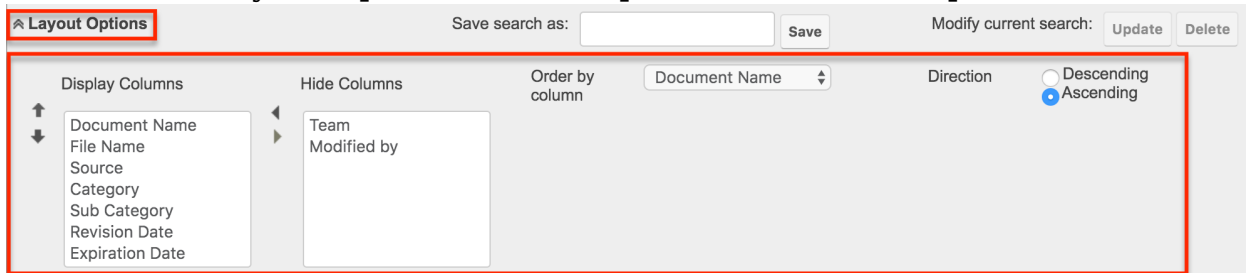 Layout Options
Save search as:
Save
Modify current search:
Update
Delete
Display Columns
Hide Columns
Order by
column
Document Name
Direction
Descending
Ascending
Document Name
File Name
Source
Category
Sub Category
Revision Date
Expiration Date
Team
Modified by